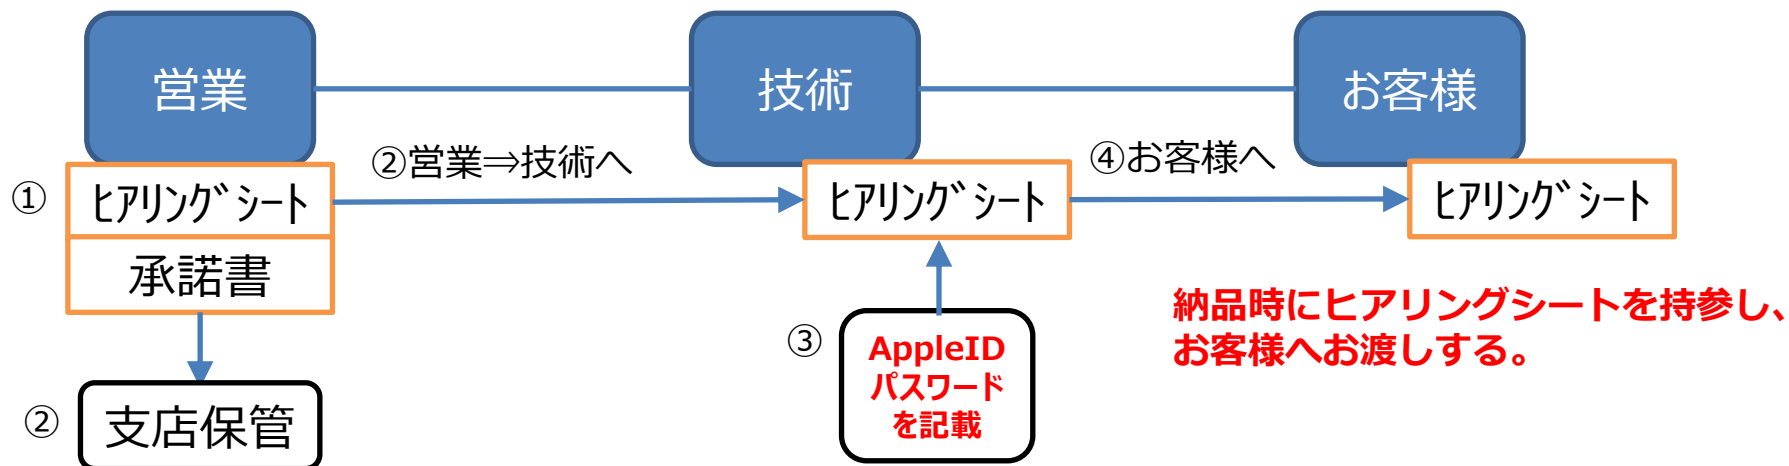 営業
技術
お客様
②営業⇒技術へ
④お客様へ
①
ﾋｱﾘﾝｸﾞｼｰﾄ
ﾋｱﾘﾝｸﾞｼｰﾄ
ﾋｱﾘﾝｸﾞｼｰﾄ
承諾書
納品時にヒアリングシートを持参し、
お客様へお渡しする。
③
AppleID
パスワード
を記載
②
支店保管